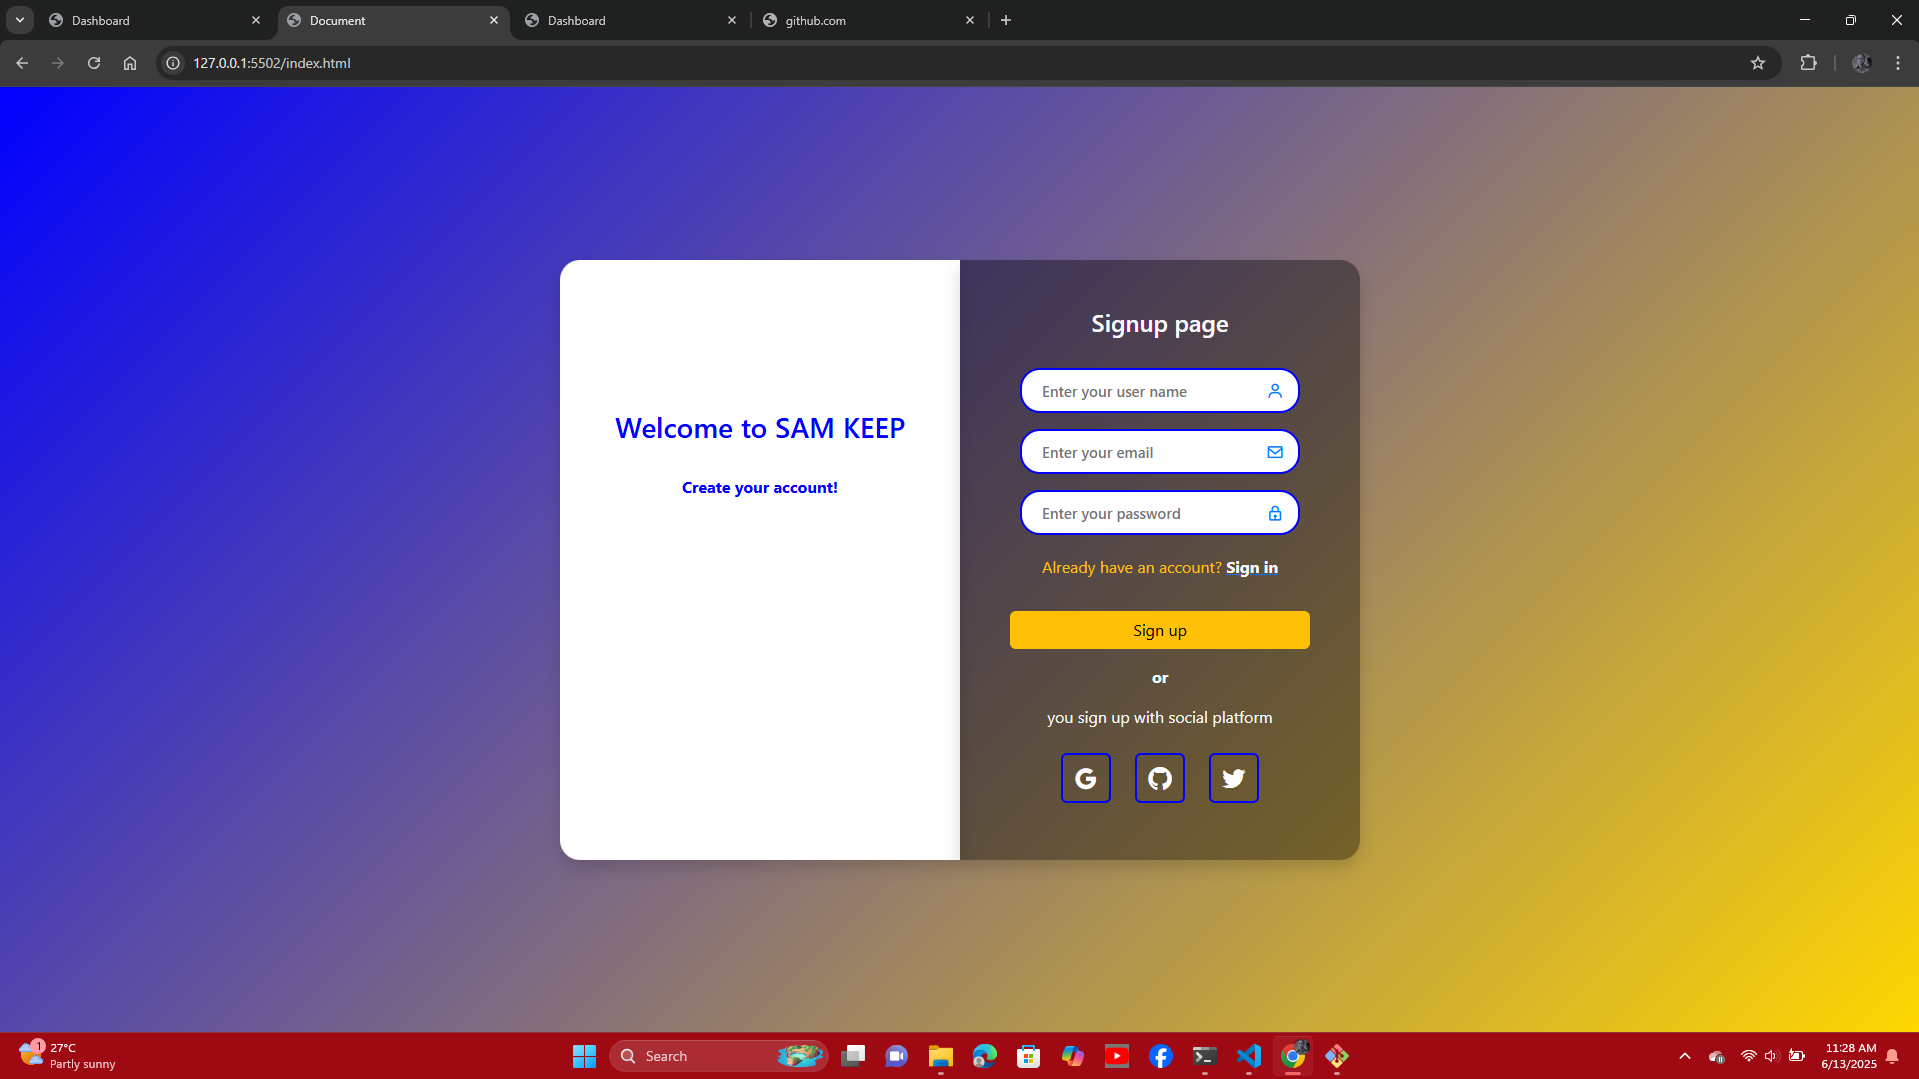 Dashboard
Document
Dashboard
github.com
127.0.0.1:5502/index.html
Welcome to SAM KEEP
Create your account!
Signup page
Enter your user name
Enter your email
Enter your password
Already have an account? Sign in
Sign up
or
you sign up with social platform
1
27°C
Partly sunny
Search
11:28 AM
6/13/2025